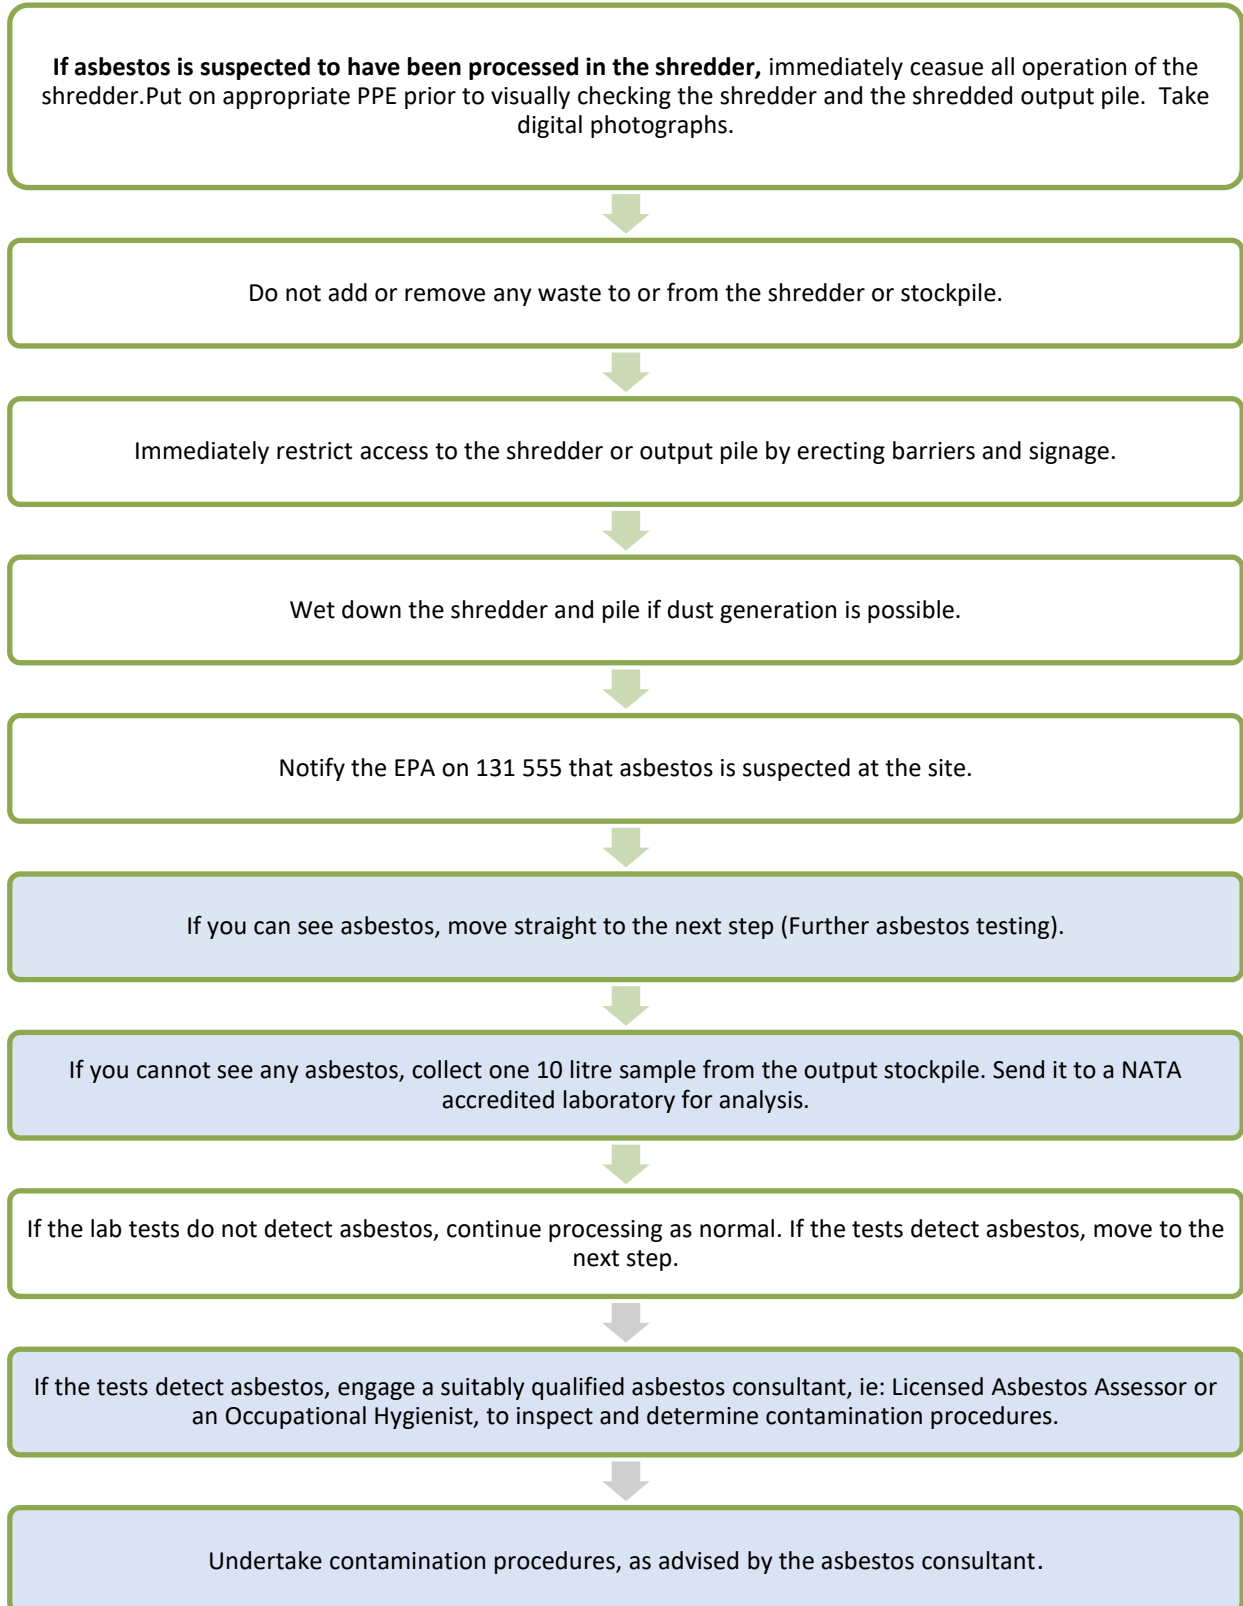 If asbestos is suspected to have been processed in the shredder, immediately ceasue all operation of the
shredder.Put on appropriate PPE prior to visually checking the shredder and the shredded output pile.  Take
digital photographs.
Do not add or remove any waste to or from the shredder or stockpile.
Immediately restrict access to the shredder or output pile by erecting barriers and signage.
Wet down the shredder and pile if dust generation is possible.
Notify the EPA on 131 555 that asbestos is suspected at the site.
If you can see asbestos, move straight to the next step (Further asbestos testing).
If you cannot see any asbestos, collect one 10 litre sample from the output stockpile. Send it to a NATA
accredited laboratory for analysis.
If the lab tests do not detect asbestos, continue processing as normal. If the tests detect asbestos, move to the
next step.
If the tests detect asbestos, engage a suitably qualified asbestos consultant, ie: Licensed Asbestos Assessor or
an Occupational Hygienist, to inspect and determine contamination procedures.
Undertake contamination procedures, as advised by the asbestos consultant.